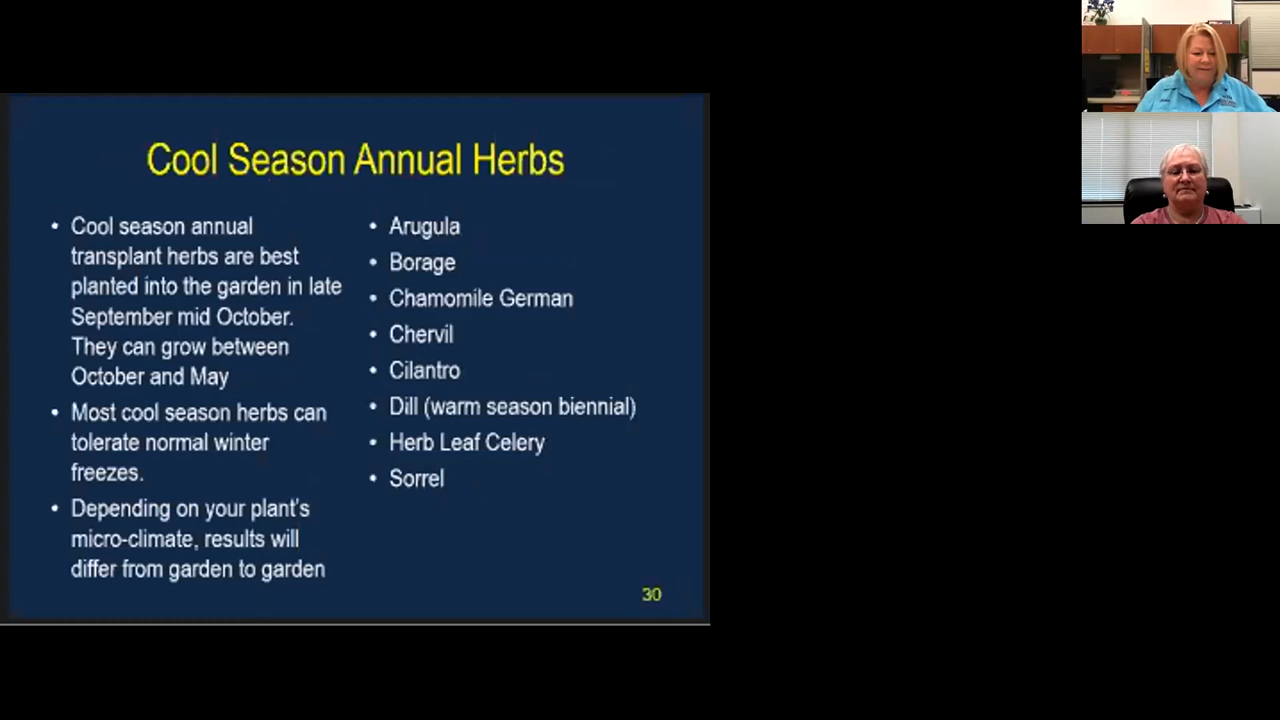 Cool Season Annual Herbs
• Cool season annual
transplant herbs are best
planted into the garden in late
September mid October.
They can grow between
October and May
• Most cool season herbs can
tolerate normal winter
freezes.
• Depending on your plant's
micro-climate, results will
differ from garden to garden
• Arugula
• Borage
• Chamomile German
• Chervil
• Cilantro
• Dill (warm season biennial)
• Herb Leaf Celery
• Sorrel
30